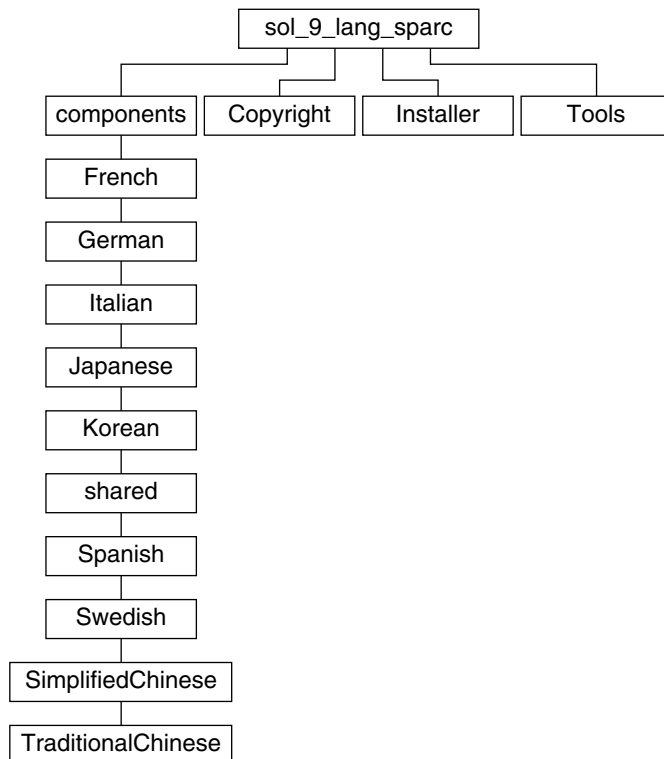 sol_9_lang_sparc
components
Copyright
Installer
Tools
French
German
Italian
Japanese
Korean
shared
Spanish
Swedish
SimplifiedChinese
TraditionalChinese